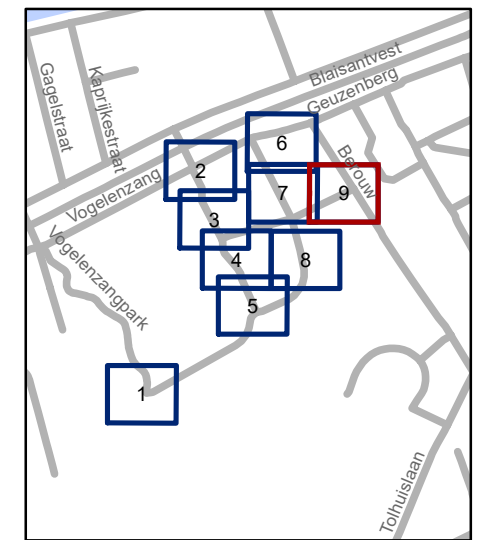 Blaisantvest
Geuzenberg
Gagelstraat
Kaprijkestraat
Berouw
Vogelenzang
Vogelenzangpark
6
2
7
9
3
4
8
5
1
Tolhuislaan